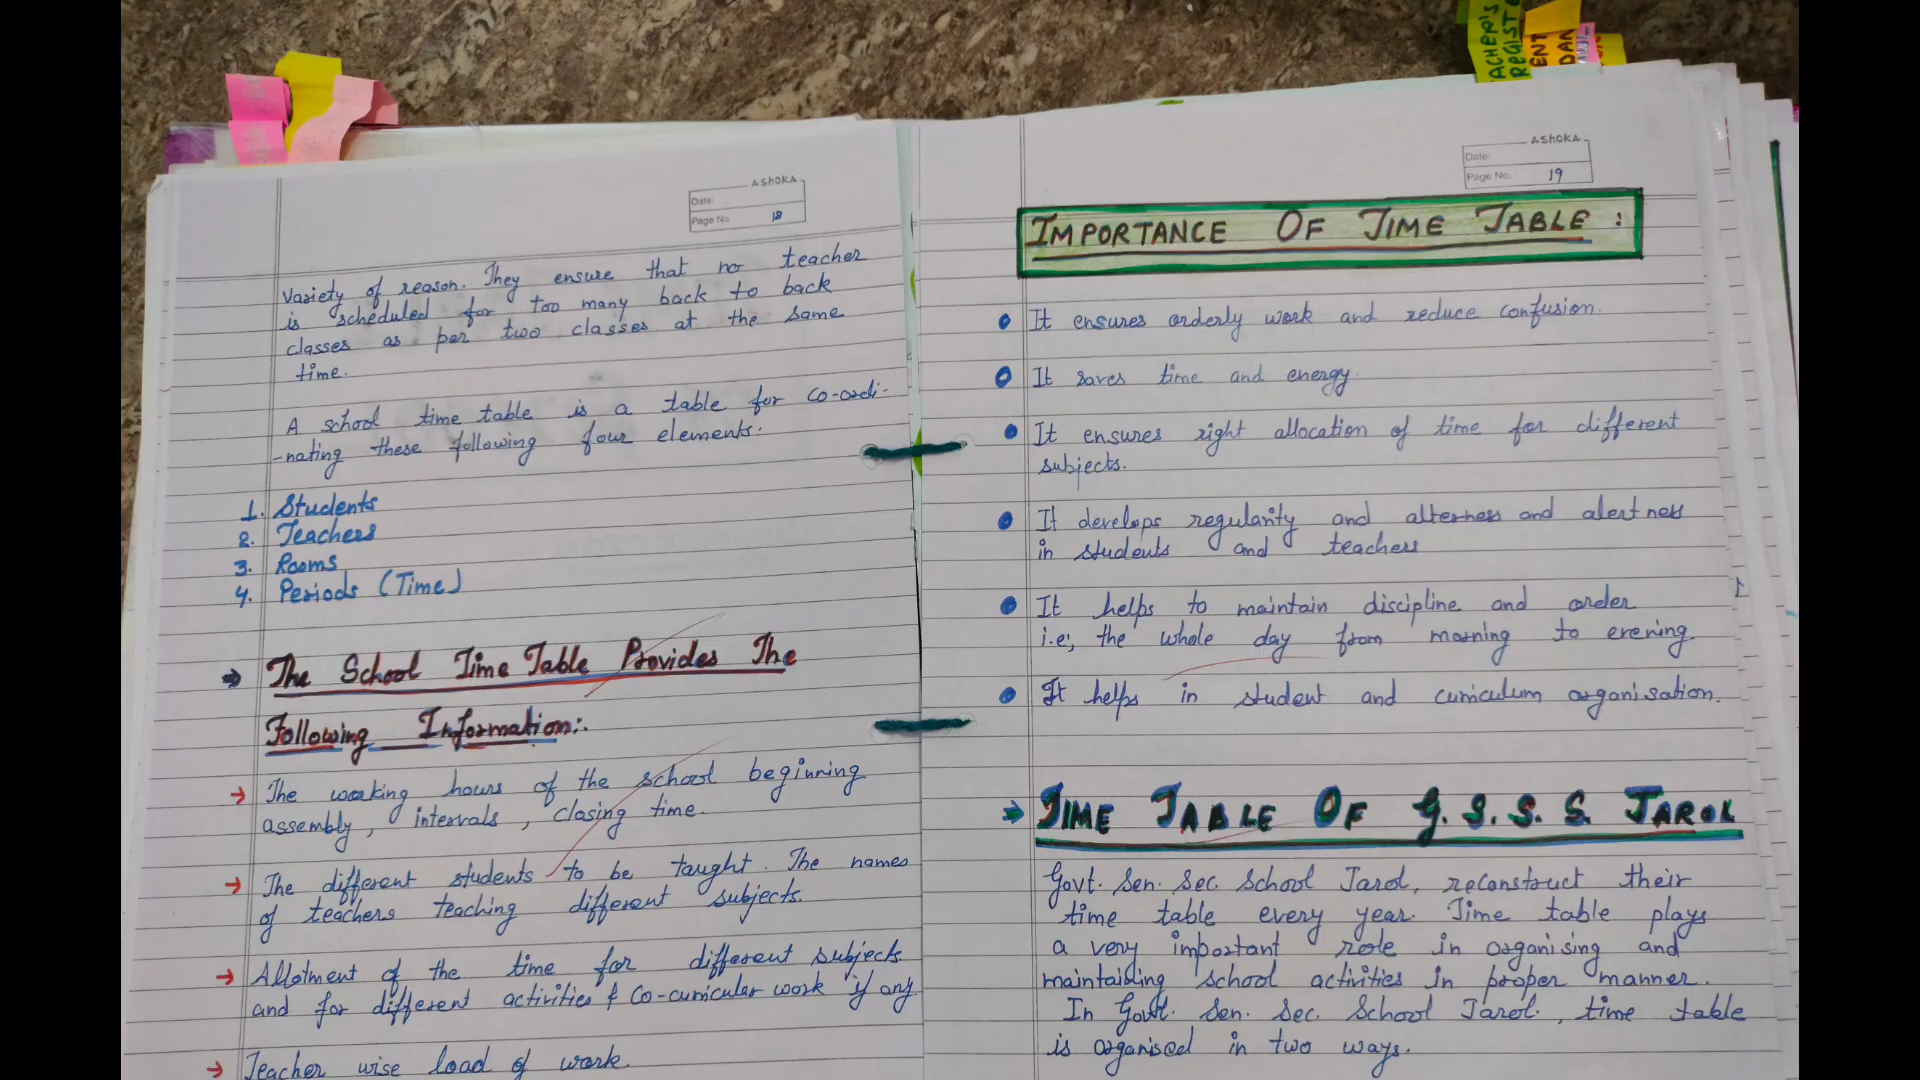 ACHER'S
REGIST
ENT
DAN
ASHOKA
Date:
Page No. 18
Variety of reason. They ensure that no teacher
is scheduled for too many back to back
classes as per two classes at the same
time.
A school time table is a table for co-ordi-
-nating these following four elements:
1. Students
2. Teachers
3. Rooms
4. Periods (Time)
→ The School Time Table Provides The
Following Information:-
→ The working hours of the school beginning
assembly, intervals, closing time.
→ The different students to be taught. The names
of teachers teaching different subjects.
→ Allotment of the time for different subjects
and for different activities & Co-curricular work if any
→ Teacher wise load of work.
ASHOKA
Date:
Page No. 19
IMPORTANCE OF TIME TABLE :
• It ensures orderly work and reduce confusion.
• It saves time and energy.
• It ensures right allocation of time for different
subjects.
• It develops regularity and alterness and alertness
in students and teachers
• It helps to maintain discipline and order
i.e; the whole day from morning to evening.
• It helps in student and curriculum organisation.
→ TIME TABLE OF G.S.S.S. JAROL
Govt. Sen. Sec. School Jarol, reconstruct their
time table every year. Time table plays
a very important role in organising and
maintaining school activities in proper manner.
In Govt. Sen. Sec. School Jarol., time table
is organised in two ways.